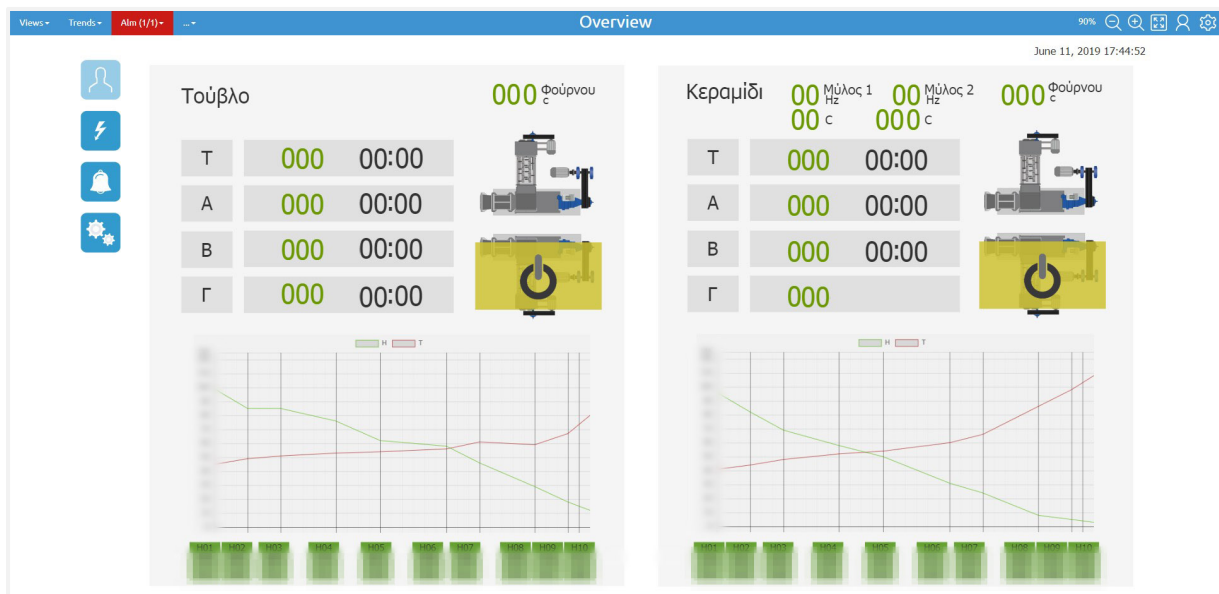 Views Trends Alm (1/1) ... Overview 90%
June 11, 2019 17:44:52
Τούβλο 000 Φούρνου c
Τ 000 00:00
Α 000 00:00
Β 000 00:00
Γ 000 00:00
H T
H01 H02 H03 H04 H05 H06 H07 H08 H09 H10
Κεραμίδι 00 Μύλος 1 Hz 00 Μύλος 2 Hz 000 Φούρνου c
00 C 000 C
Τ 000 00:00
Α 000 00:00
Β 000 00:00
Γ 000
H T
H01 H02 H03 H04 H05 H06 H07 H08 H09 H10